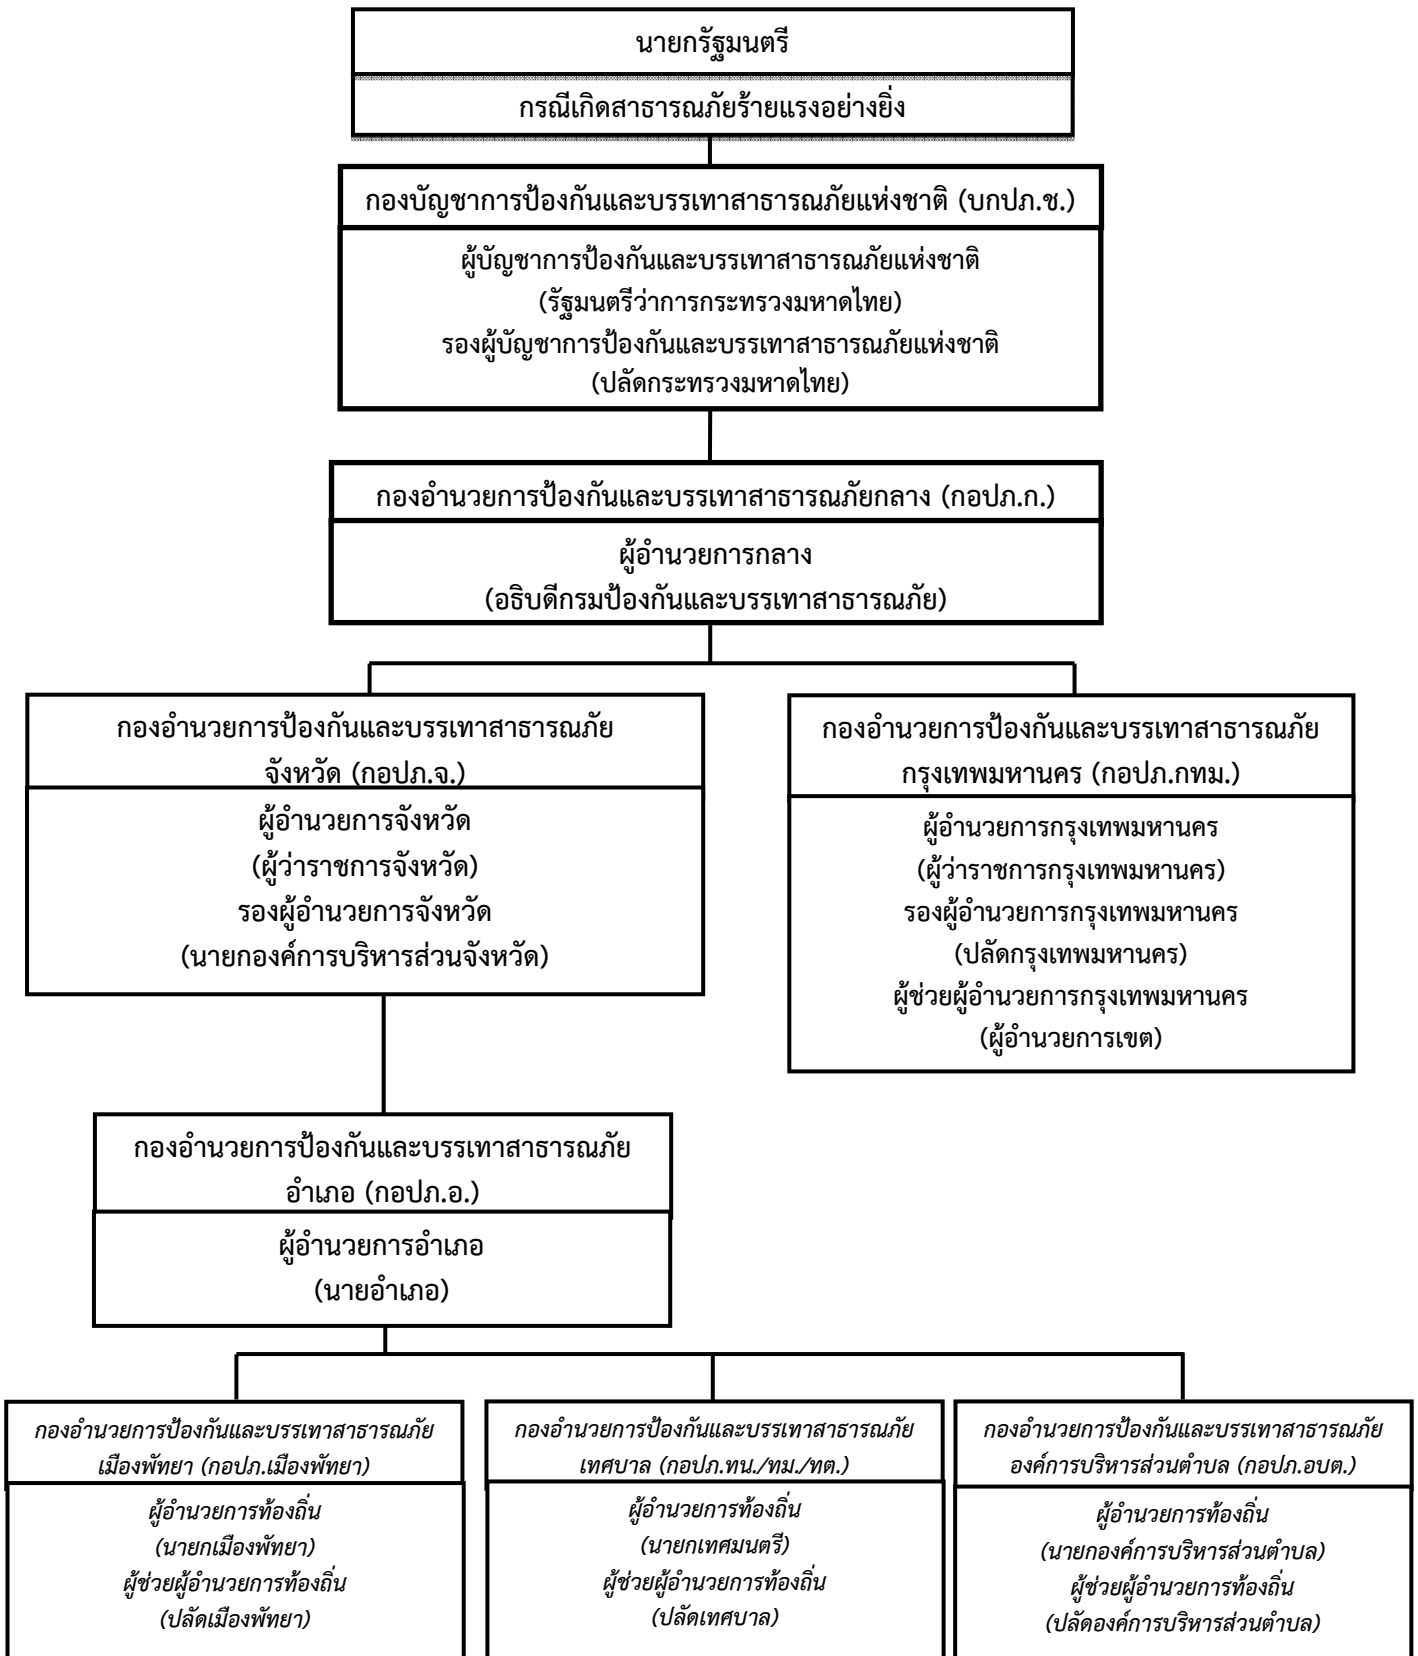 นายกรัฐมนตรี
กรณีเกิดสาธารณภัยร้ายแรงอย่างยิ่ง
กองบัญชาการป้องกันและบรรเทาสาธารณภัยแห่งชาติ (บกปภ.ช.)
ผู้บัญชาการป้องกันและบรรเทาสาธารณภัยแห่งชาติ
(รัฐมนตรีว่าการกระทรวงมหาดไทย)
รองผู้บัญชาการป้องกันและบรรเทาสาธารณภัยแห่งชาติ
(ปลัดกระทรวงมหาดไทย)
กองอำนวยการป้องกันและบรรเทาสาธารณภัยกลาง (กอปภ.ก.)
ผู้อำนวยการกลาง
(อธิบดีกรมป้องกันและบรรเทาสาธารณภัย)
กองอำนวยการป้องกันและบรรเทาสาธารณภัย
จังหวัด (กอปภ.จ.)
ผู้อำนวยการจังหวัด
(ผู้ว่าราชการจังหวัด)
รองผู้อำนวยการจังหวัด
(นายกองค์การบริหารส่วนจังหวัด)
กองอำนวยการป้องกันและบรรเทาสาธารณภัย
กรุงเทพมหานคร (กอปภ.กทม.)
ผู้อำนวยการกรุงเทพมหานคร
(ผู้ว่าราชการกรุงเทพมหานคร)
รองผู้อำนวยการกรุงเทพมหานคร
(ปลัดกรุงเทพมหานคร)
ผู้ช่วยผู้อำนวยการกรุงเทพมหานคร
(ผู้อำนวยการเขต)
กองอำนวยการป้องกันและบรรเทาสาธารณภัย
อำเภอ (กอปภ.อ.)
ผู้อำนวยการอำเภอ
(นายอำเภอ)
กองอำนวยการป้องกันและบรรเทาสาธารณภัย
เมืองพัทยา (กอปภ.เมืองพัทยา)
ผู้อำนวยการท้องถิ่น
(นายกเมืองพัทยา)
ผู้ช่วยผู้อำนวยการท้องถิ่น
(ปลัดเมืองพัทยา)
กองอำนวยการป้องกันและบรรเทาสาธารณภัย
เทศบาล (กอปภ.ทน./ทม./ทต.)
ผู้อำนวยการท้องถิ่น
(นายกเทศมนตรี)
ผู้ช่วยผู้อำนวยการท้องถิ่น
(ปลัดเทศบาล)
กองอำนวยการป้องกันและบรรเทาสาธารณภัย
องค์การบริหารส่วนตำบล (กอปภ.อบต.)
ผู้อำนวยการท้องถิ่น
(นายกองค์การบริหารส่วนตำบล)
ผู้ช่วยผู้อำนวยการท้องถิ่น
(ปลัดองค์การบริหารส่วนตำบล)